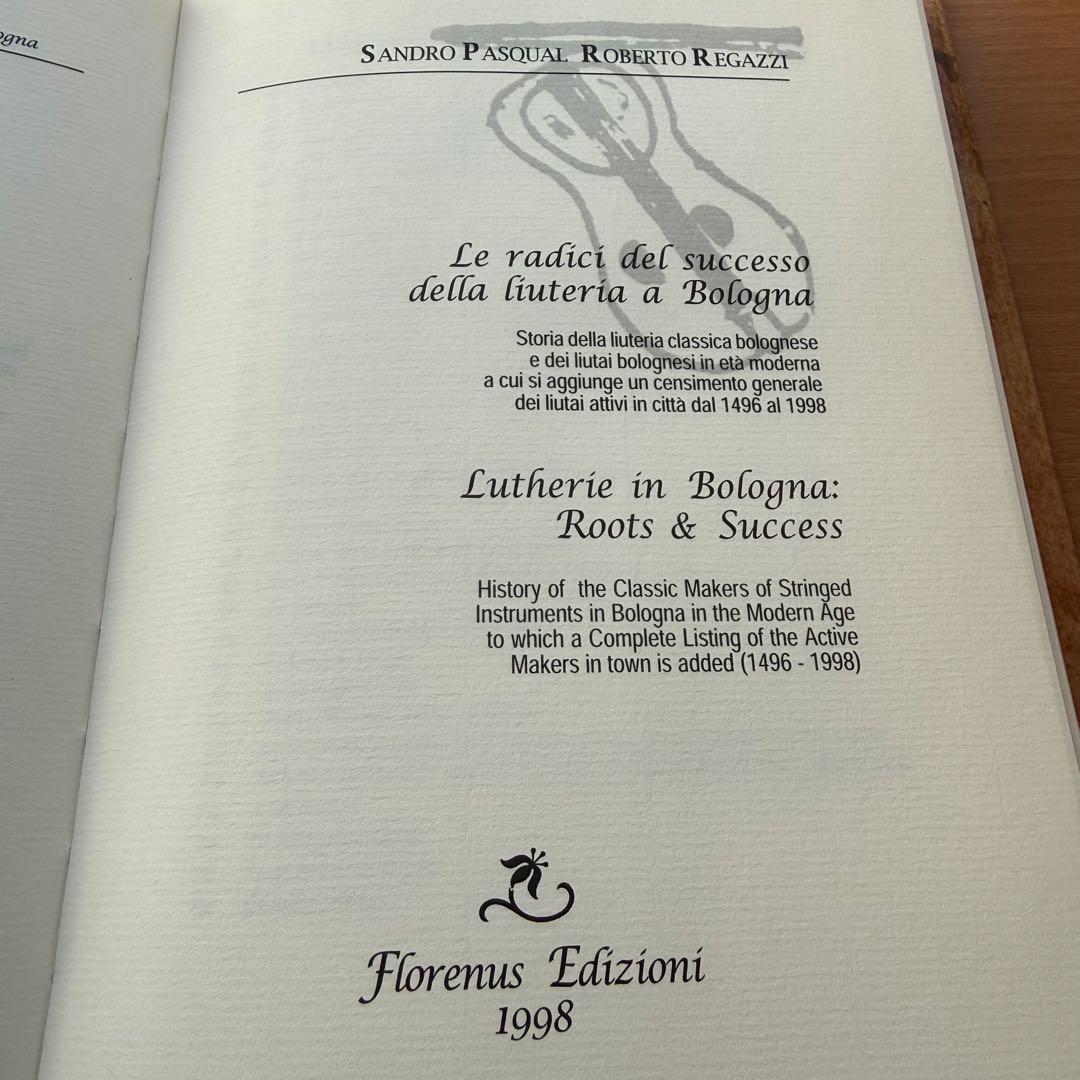 SANDRO PASQUAL ROBERTO REGAZZI
Le radici del successo
della liuteria a Bologna
Storia della liuteria classica bolognese
e dei liutai bolognesi in età moderna
a cui si aggiunge un censimento generale
dei liutai attivi in città dal 1496 al 1998
Lutherie in Bologna:
Roots & Success
History of the Classic Makers of Stringed
Instruments in Bologna in the Modern Age
to which a Complete Listing of the Active
Makers in town is added (1496 - 1998)
Florenus Edizioni
1998